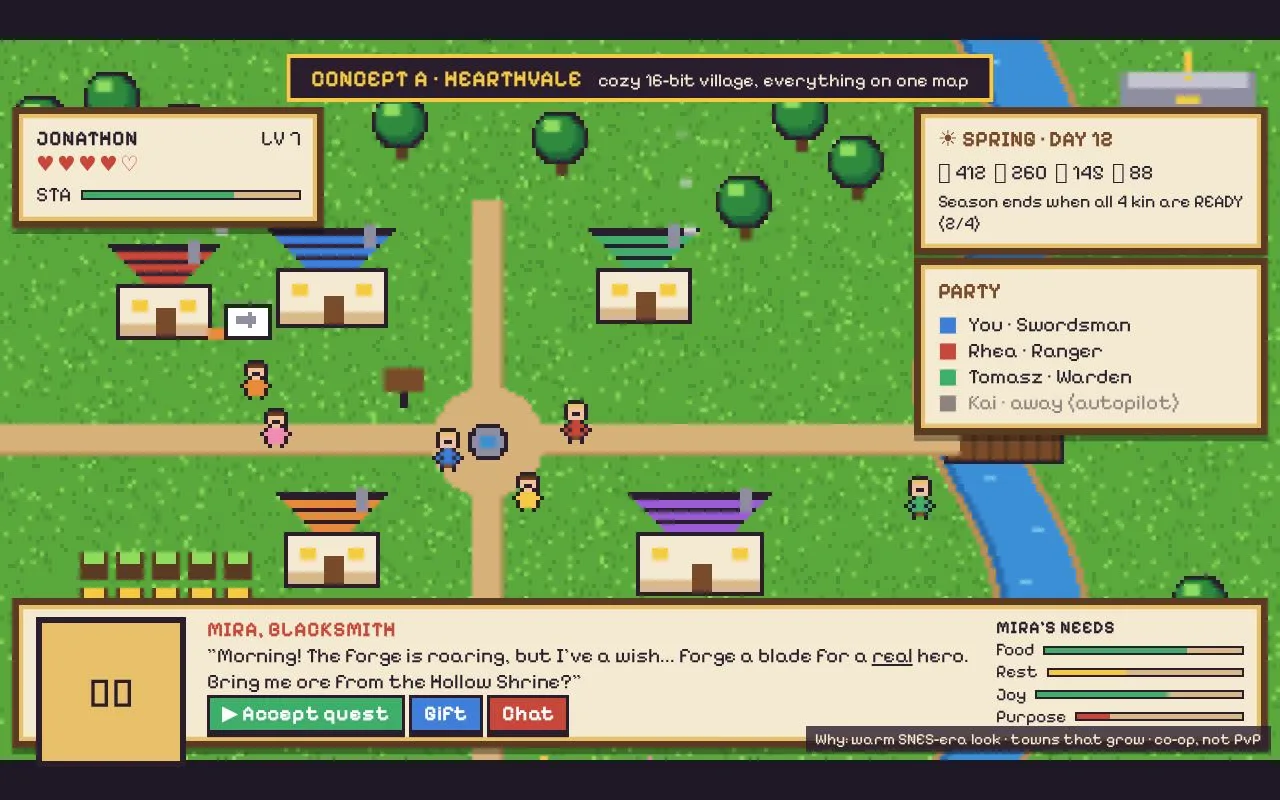 CONCEPT A · HEARTHVALE cozy 16-bit village, everything on one map
JONATHON LV 7
♥♥♥♥♡
STA
☀ SPRING · DAY 12
▯ 412 ▯ 260 ▯ 149 ▯ 88
Season ends when all 4 kin are READY
(2/4)
PARTY
You · Swordsman
Rhea · Ranger
Tomasz · Warden
Kai · away (autopilot)
MIRA, BLACKSMITH
"Morning! The forge is roaring, but I've a wish... Forge a blade for a real hero.
Bring me ore from the Hollow Shrine?"
▶ Accept quest Gift Chat
MIRA'S NEEDS
Food
Rest
Joy
Purpose
Why: warm SNES-era look · towns that grow · co-op, not PvP